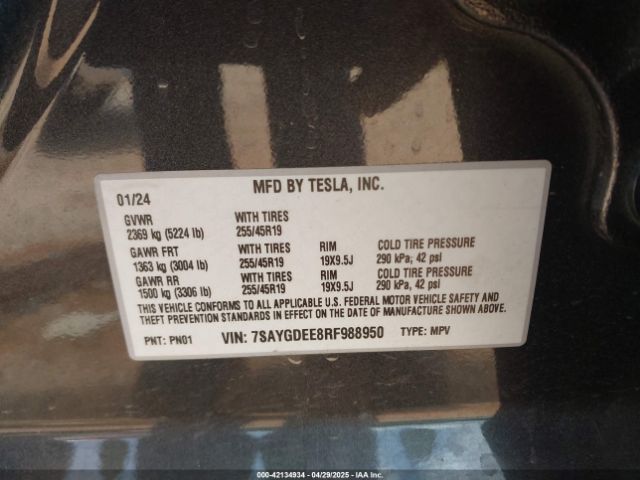 MFD BY TESLA, INC.
01/24
GVWR WITH TIRES
2369 kg (5224 lb) 255/45R19
GAWR FRT WITH TIRES RIM COLD TIRE PRESSURE
1363 kg (3004 lb) 255/45R19 19X9.5J 290 kPa, 42 psi
GAWR RR WITH TIRES RIM COLD TIRE PRESSURE
1500 kg (3306 lb) 255/45R19 19X9.5J 290 kPa, 42 psi
THIS VEHICLE CONFORMS TO ALL APPLICABLE U.S. FEDERAL MOTOR VEHICLE SAFETY AND
THEFT PREVENTION STANDARDS IN EFFECT ON THE DATE OF MANUFACTURE SHOWN ABOVE.
PNT: PN01 VIN: 7SAYGDEE8RF988950 TYPE: MPV
000-42134934 | 04/29/2025 - IAA Inc.